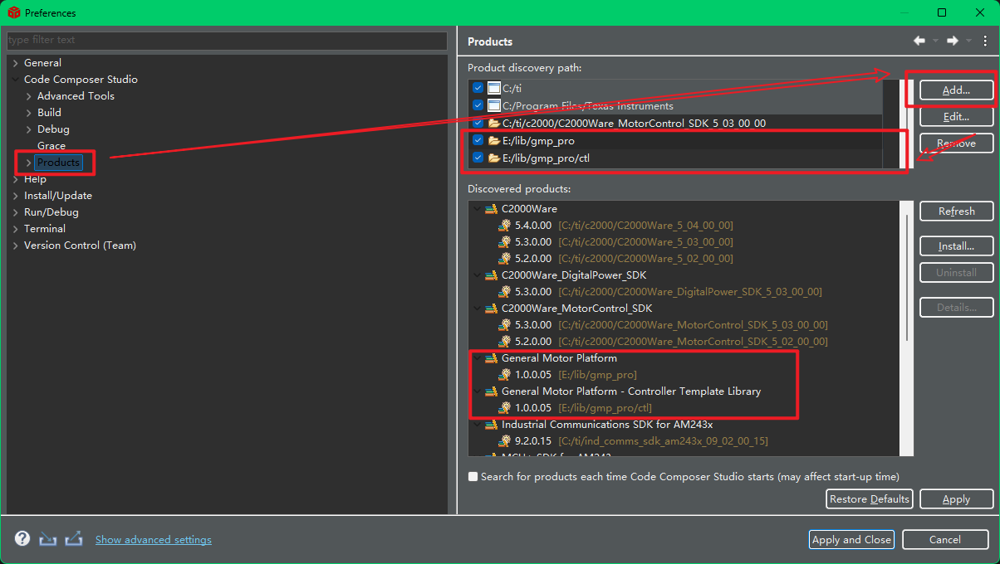 Preferences
type filter text
General
Code Composer Studio
Advanced Tools
Build
Debug
Grace
Products
Help
Install/Update
Run/Debug
Terminal
Version Control (Team)
Products
Product discovery path:
C:/ti
C:/Program Files/Texas Instruments
C:/ti/c2000/C2000Ware_MotorControl_SDK_5_03_00_00
E:/lib/gmp_pro
E:/lib/gmp_pro/ctl
Add...
Edit...
Remove
Discovered products:
C2000Ware
5.4.0.00 [C:/ti/c2000/C2000Ware_5_04_00_00]
5.3.0.00 [C:/ti/c2000/C2000Ware_5_03_00_00]
5.2.0.00 [C:/ti/c2000/C2000Ware_5_02_00_00]
C2000Ware_DigitalPower_SDK
5.3.0.00 [C:/ti/c2000/C2000Ware_DigitalPower_SDK_5_03_00_00]
C2000Ware_MotorControl_SDK
5.3.0.00 [C:/ti/c2000/C2000Ware_MotorControl_SDK_5_03_00_00]
5.2.0.00 [C:/ti/c2000/C2000Ware_MotorControl_SDK_5_02_00_00]
General Motor Platform
1.0.0.05 [E:/lib/gmp_pro]
General Motor Platform - Controller Template Library
1.0.0.05 [E:/lib/gmp_pro/ctl]
Industrial Communications SDK for AM243x
9.2.0.15 [C:/ti/ind_comms_sdk_am243x_09_02_00_15]
Refresh
Install...
Uninstall
Details...
Search for products each time Code Composer Studio starts (may affect start-up time)
Restore Defaults
Apply
Show advanced settings
Apply and Close
Cancel